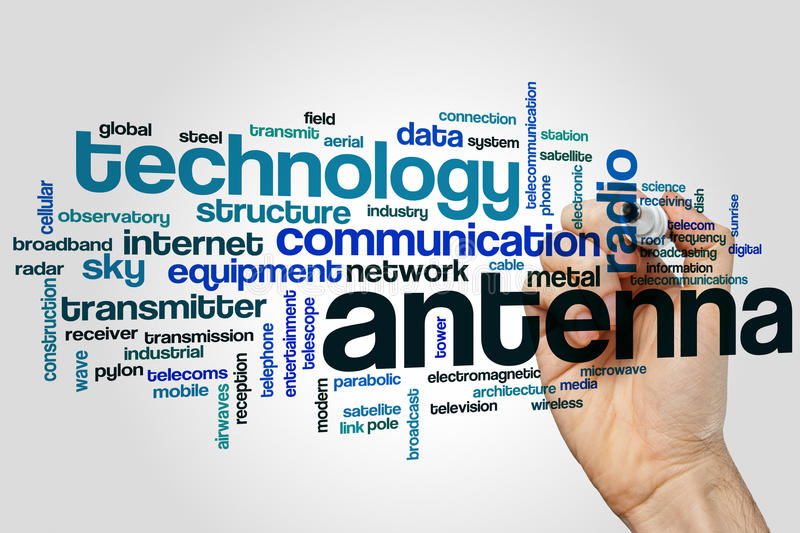 global
steel
transmit
field
aerial
data
connection
system
telecommunication
station
satellite
technology
phone
electronic
radio
science
receiving
dish
sunrise
cellular
observatory
structure
industry
telecom
frequency
digital
broadband
internet
communication
roof
broadcasting
radar
sky
equipment
network
cable
metal
information
telecommunications
construction
transmitter
antenna
receiver
transmission
wave
industrial
telephone
entertainment
telescope
tower
pylon
telecoms
mobile
airwaves
reception
modern
parabolic
electromagnetic
microwave
architecture
media
satelite
link
pole
broadcast
television
wireless